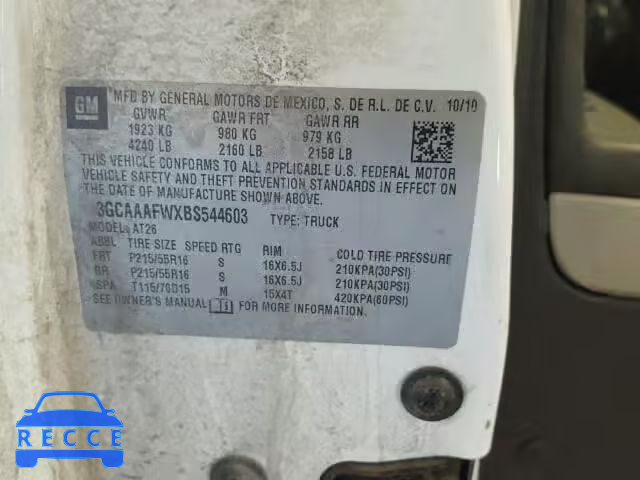 GM
MFD BY GENERAL MOTORS DE MEXICO, S. DE R.L. DE C.V. 10/10
GVWR GAWR FRT GAWR RR
1923 KG 980 KG 979 KG
4240 LB 2160 LB 2158 LB
THIS VEHICLE CONFORMS TO ALL APPLICABLE U.S. FEDERAL MOTOR
VEHICLE SAFETY AND THEFT PREVENTION STANDARDS IN EFFECT ON
THE DATE OF MANUFACTURE SHOWN ABOVE.
3GCAAAFWXBS544603 TYPE: TRUCK
MODEL: AT26
ABBL TIRE SIZE SPEED RTG RIM COLD TIRE PRESSURE
FRT P215/55R16 S 16X6.5J 210KPA(30PSI)
RR P215/55R16 S 16X6.5J 210KPA(30PSI)
SPA T115/70D15 M 15X4T 420KPA(60PSI)
SEE OWNER'S MANUAL FOR MORE INFORMATION.
RECCE